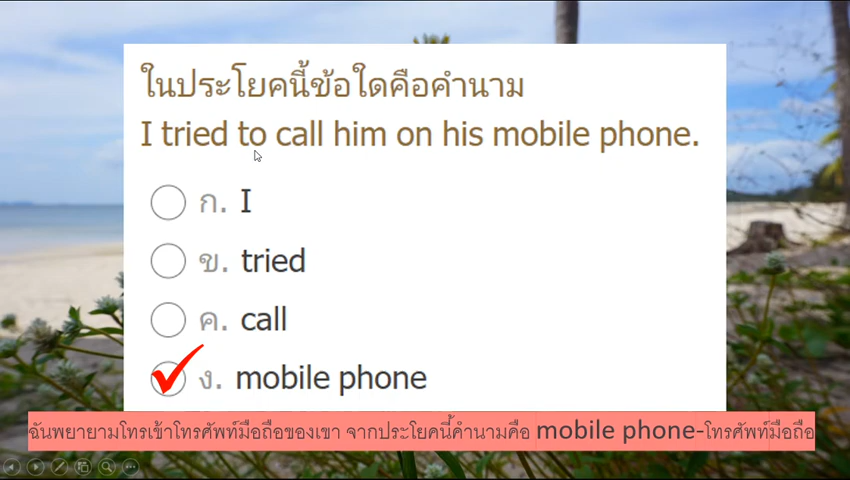 ในประโยคนี้ข้อใดคือคำนาม
I tried to call him on his mobile phone.
ก. I
ข. tried
ค. call
ง. mobile phone
ฉันพยายามโทรเข้าโทรศัพท์มือถือของเขา จากประโยคนี้คำนามคือ mobile phone-โทรศัพท์มือถือ